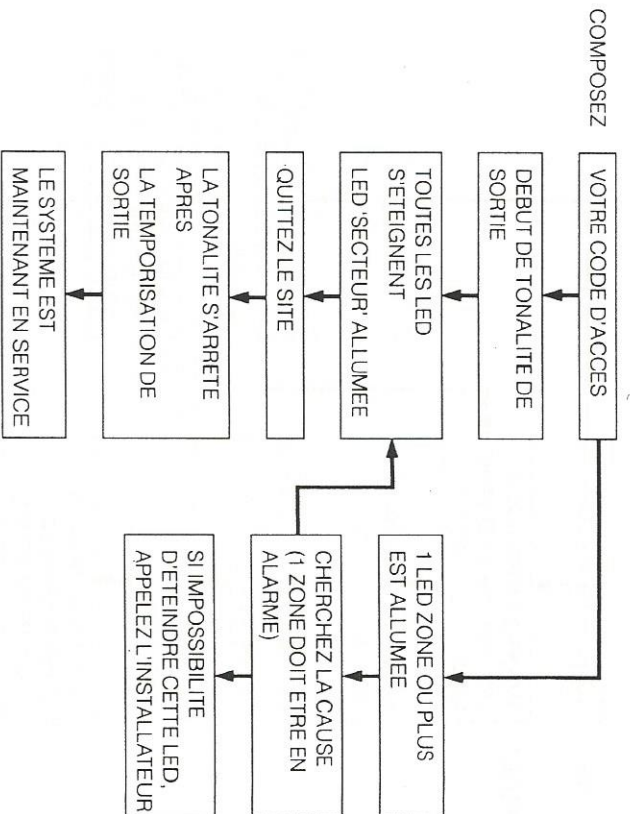 COMPOSEZ
VOTRE CODE D'ACCES
DEBUT DE TONALITE DE
SORTIE
TOUTES LES LED
S'ETEIGNENT
LED 'SECTEUR' ALLUMEE
QUITTEZ LE SITE
LA TONALITE S'ARRETE
APRES
LA TEMPORISATION DE
SORTIE
LE SYSTEME EST
MAINTENANT EN SERVICE
1 LED ZONE OU PLUS
EST ALLUMEE
CHERCHEZ LA CAUSE
(1 ZONE DOIT ETRE EN
ALARME)
SI IMPOSSIBILITE
D'ETEINDRE CETTE LED,
APPELEZ L'INSTALLATEUR